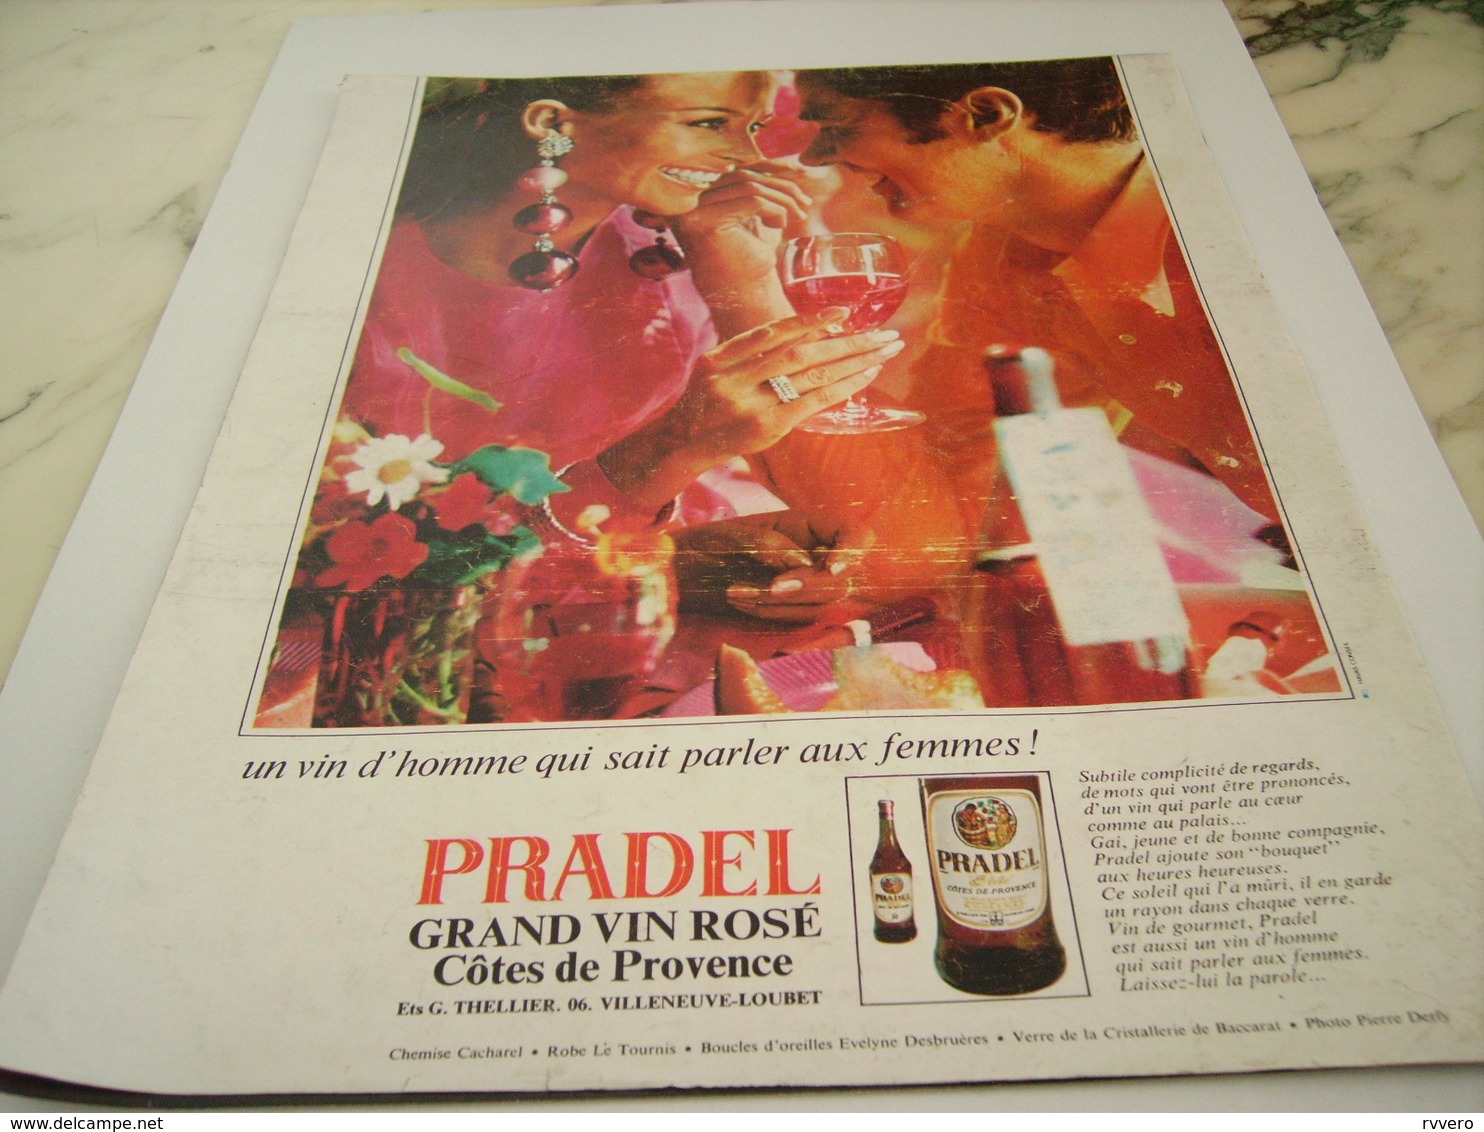 un vin d'homme qui sait parler aux femmes !
PRADEL
GRAND VIN ROSÉ
Côtes de Provence
Ets G. THELLIER. 06. VILLENEUVE-LOUBET
PRADEL
PRADEL
CÔTES DE PROVENCE
Subtile complicité de regards,
de mots qui vont être prononcés,
d'un vin qui parle au cœur
comme au palais...
Gai, jeune et de bonne compagnie,
Pradel ajoute son "bouquet"
aux heures heureuses.
Ce soleil qui l'a mûri, il en garde
un rayon dans chaque verre.
Vin de gourmet, Pradel
est aussi un vin d'homme
qui sait parler aux femmes.
Laissez-lui la parole...
Chemise Cacharel • Robe Le Tournis • Boucles d'oreilles Evelyne Desbruères • Verre de la Cristallerie de Baccarat • Photo Pierre Derly
www.delcampe.net
rvvero